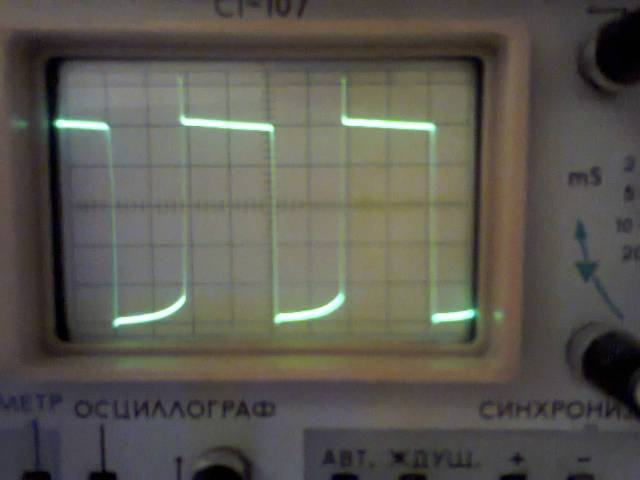 С1-107
mS
2
5
10
20
МЕТР ОСЦИЛЛОГРАФ
СИНХРОНИЗ
АВТ. ЖДУЩ. + −